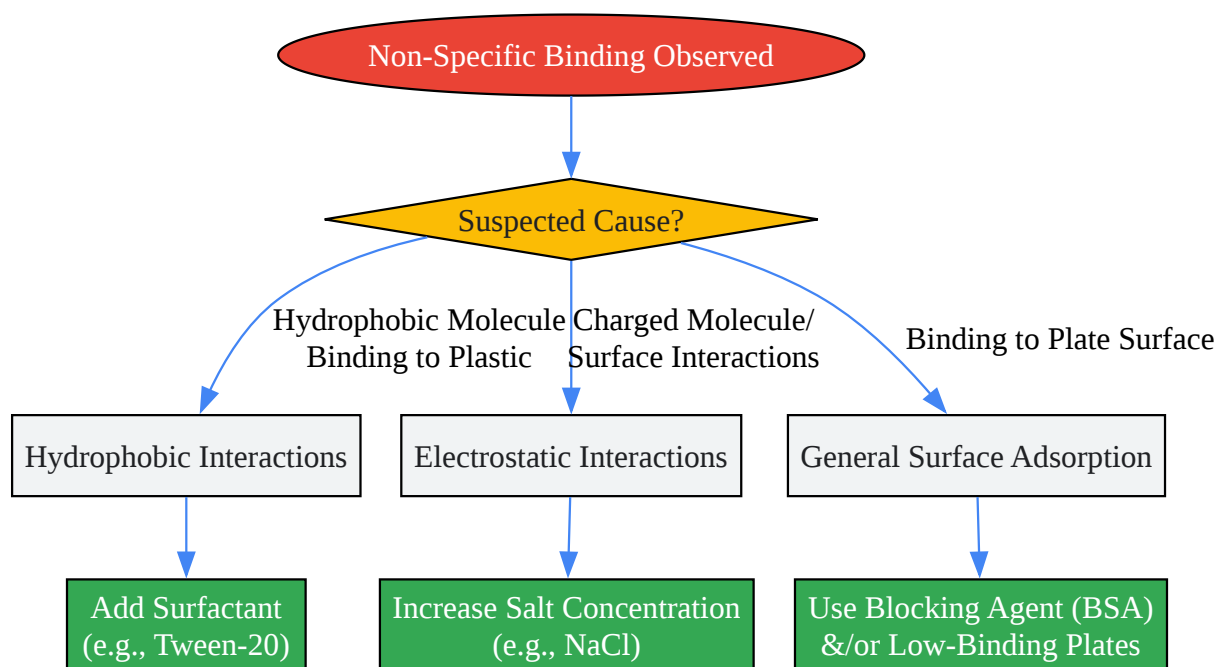 Non-Specific Binding Observed
Suspected Cause?
Hydrophobic Molecule
Binding to Plastic
Charged Molecule/
Surface Interactions
Binding to Plate Surface
Hydrophobic Interactions
Electrostatic Interactions
General Surface Adsorption
Add Surfactant
(e.g., Tween-20)
Increase Salt Concentration
(e.g., NaCl)
Use Blocking Agent (BSA)
&/or Low-Binding Plates